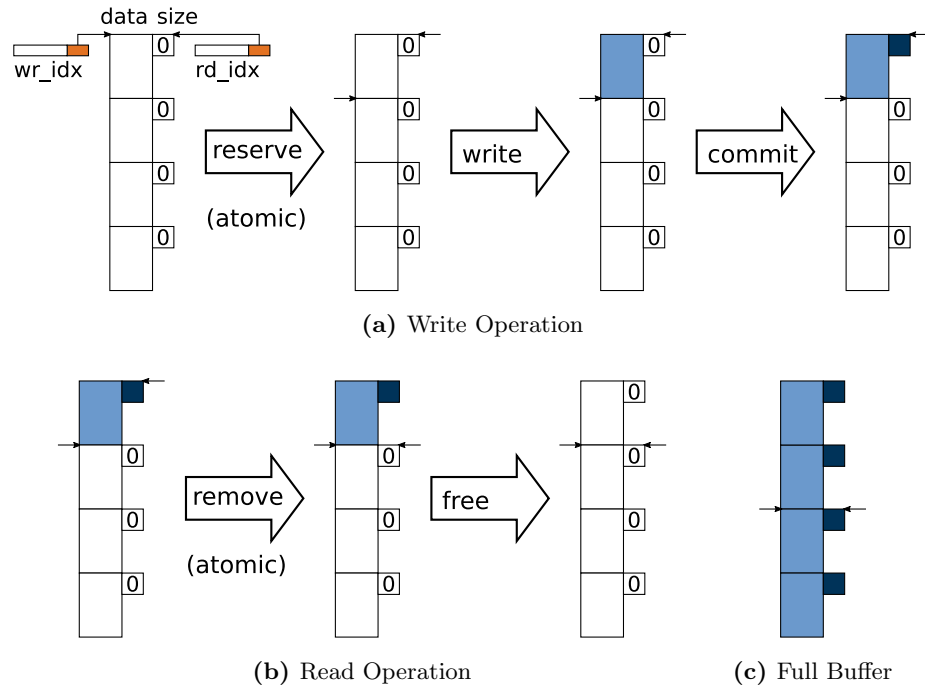 data size
0 0 0 0
wr_idx rd_idx
0 0 0
0 0 0
0 0 0
reserve write commit
(atomic)
0 0 0 0
(a) Write Operation
0
0 0 0
0 0 0
remove free
(atomic)
0 0 0
(b) Read Operation (c) Full Buffer